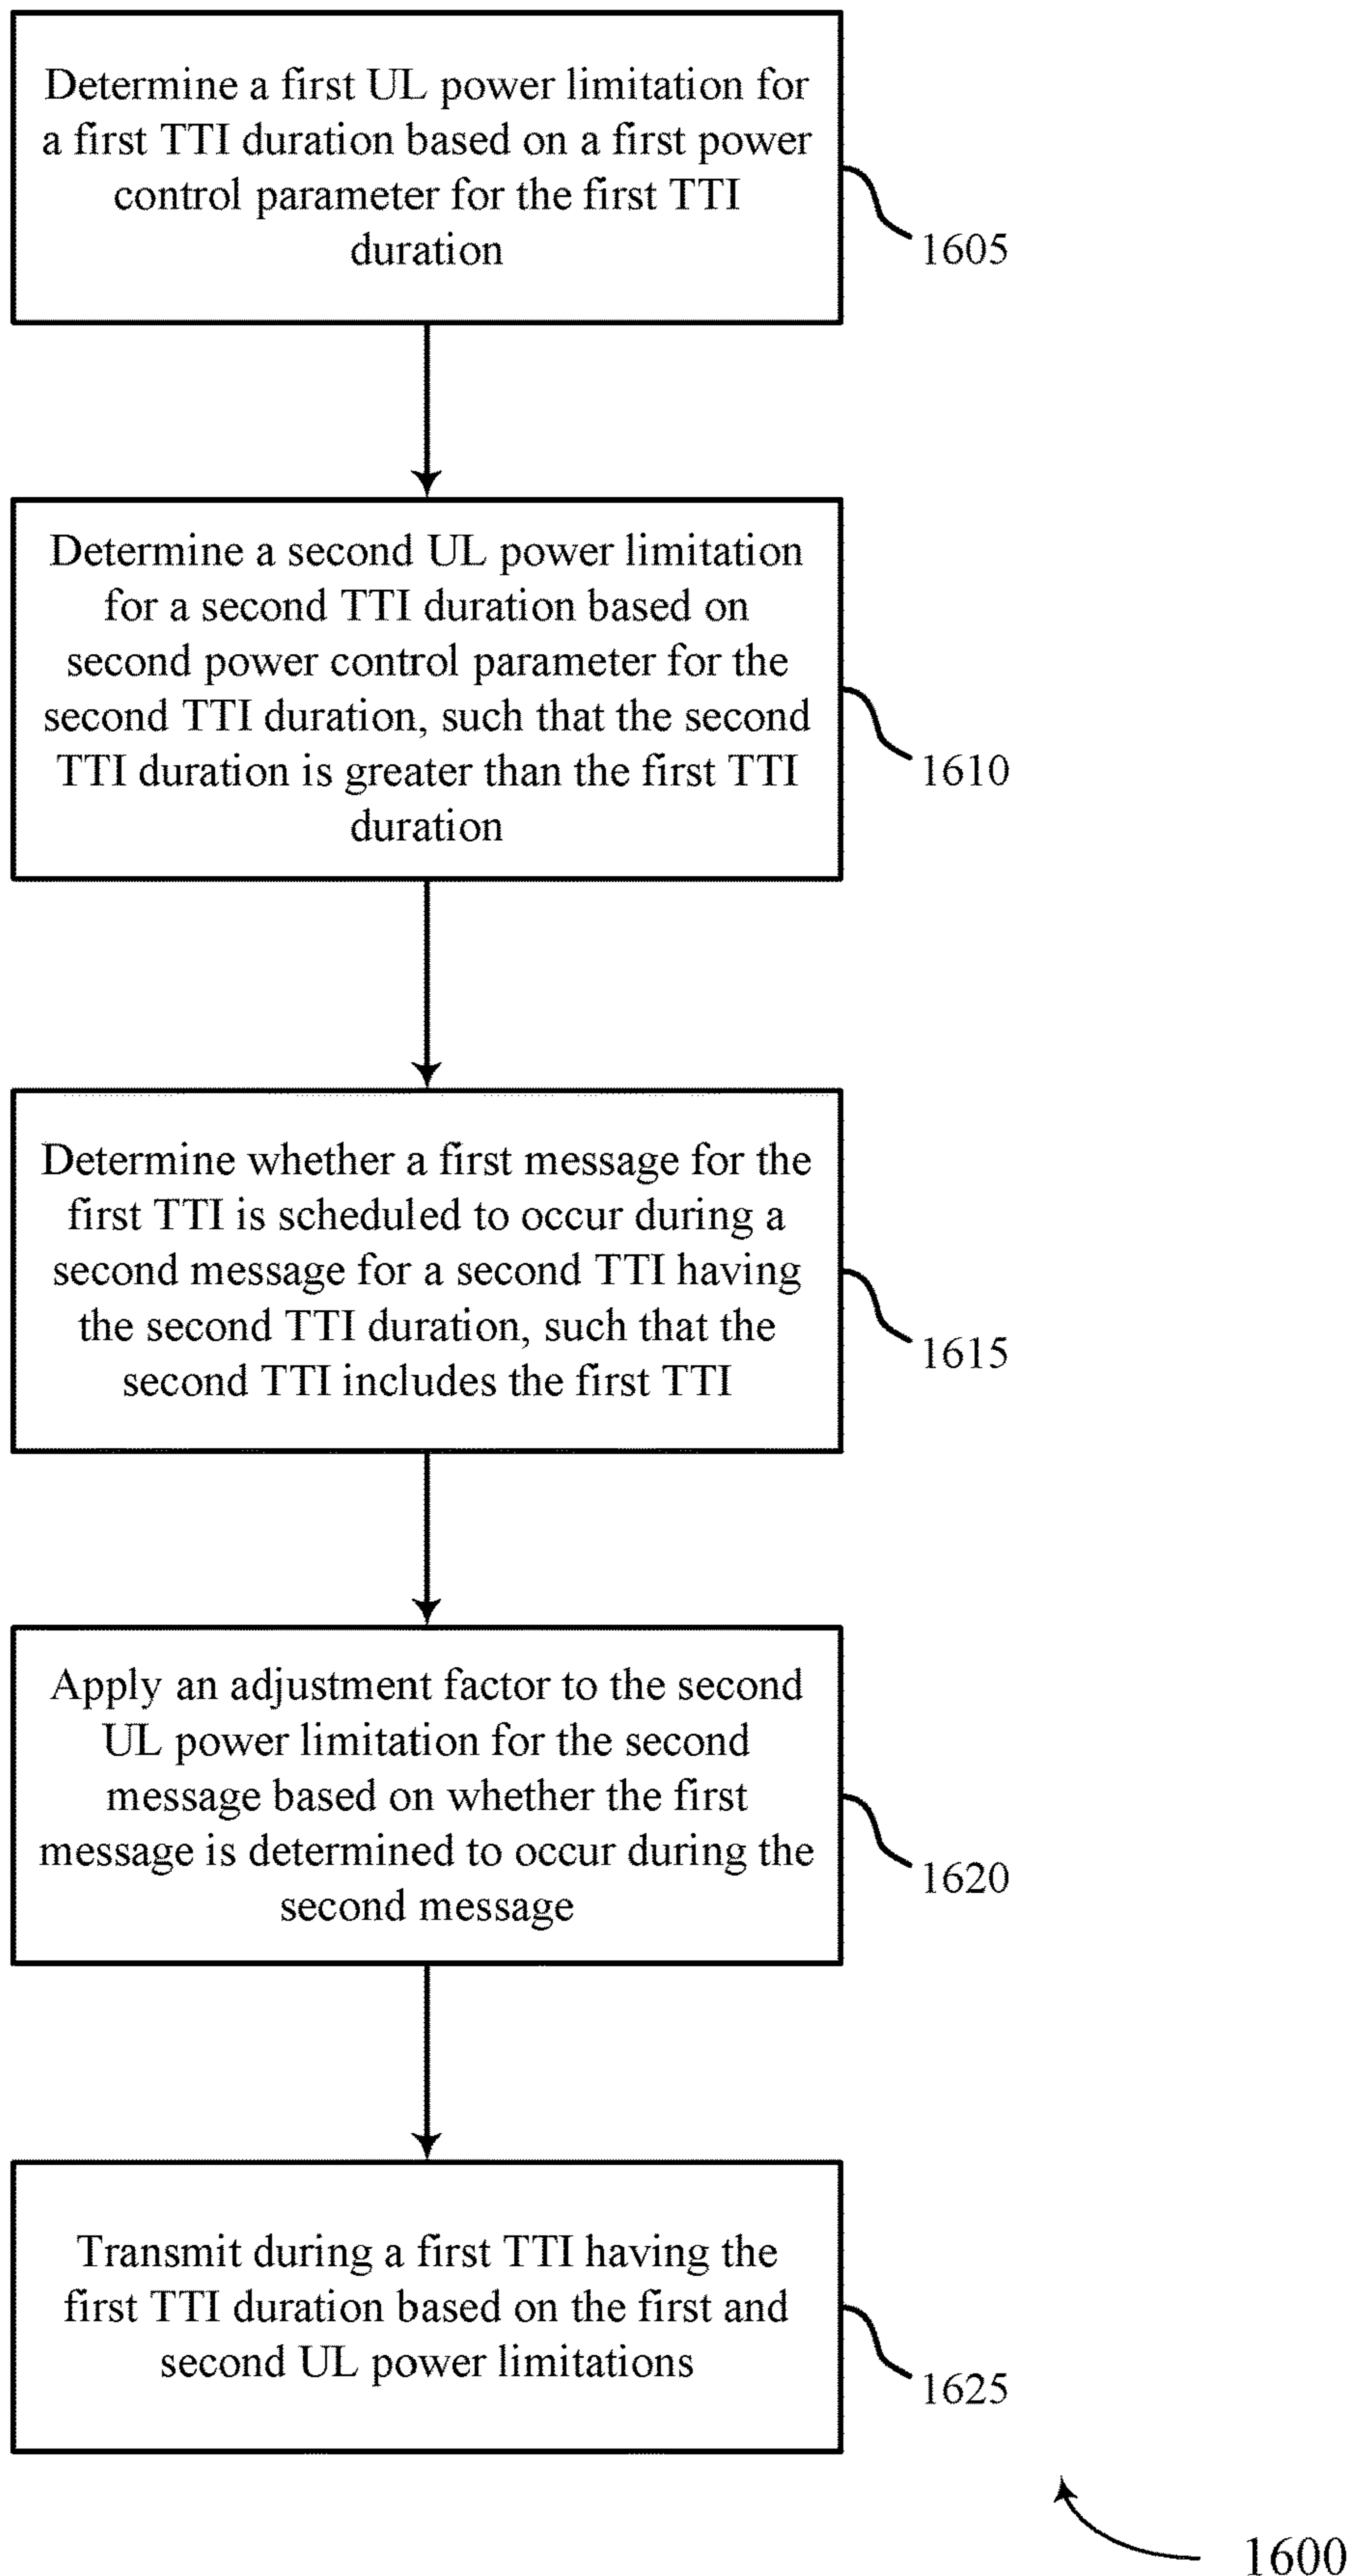 Determine a first UL power limitation for
a first TTI duration based on a first power
control parameter for the first TTI
duration
1605
Determine a second UL power limitation
for a second TTI duration based on
second power control parameter for the
second TTI duration, such that the second
TTI duration is greater than the first TTI
duration
1610
Determine whether a first message for the
first TTI is scheduled to occur during a
second message for a second TTI having
the second TTI duration, such that the
second TTI includes the first TTI
1615
Apply an adjustment factor to the second
UL power limitation for the second
message based on whether the first
message is determined to occur during the
second message
1620
Transmit during a first TTI having the
first TTI duration based on the first and
second UL power limitations
1625
1600